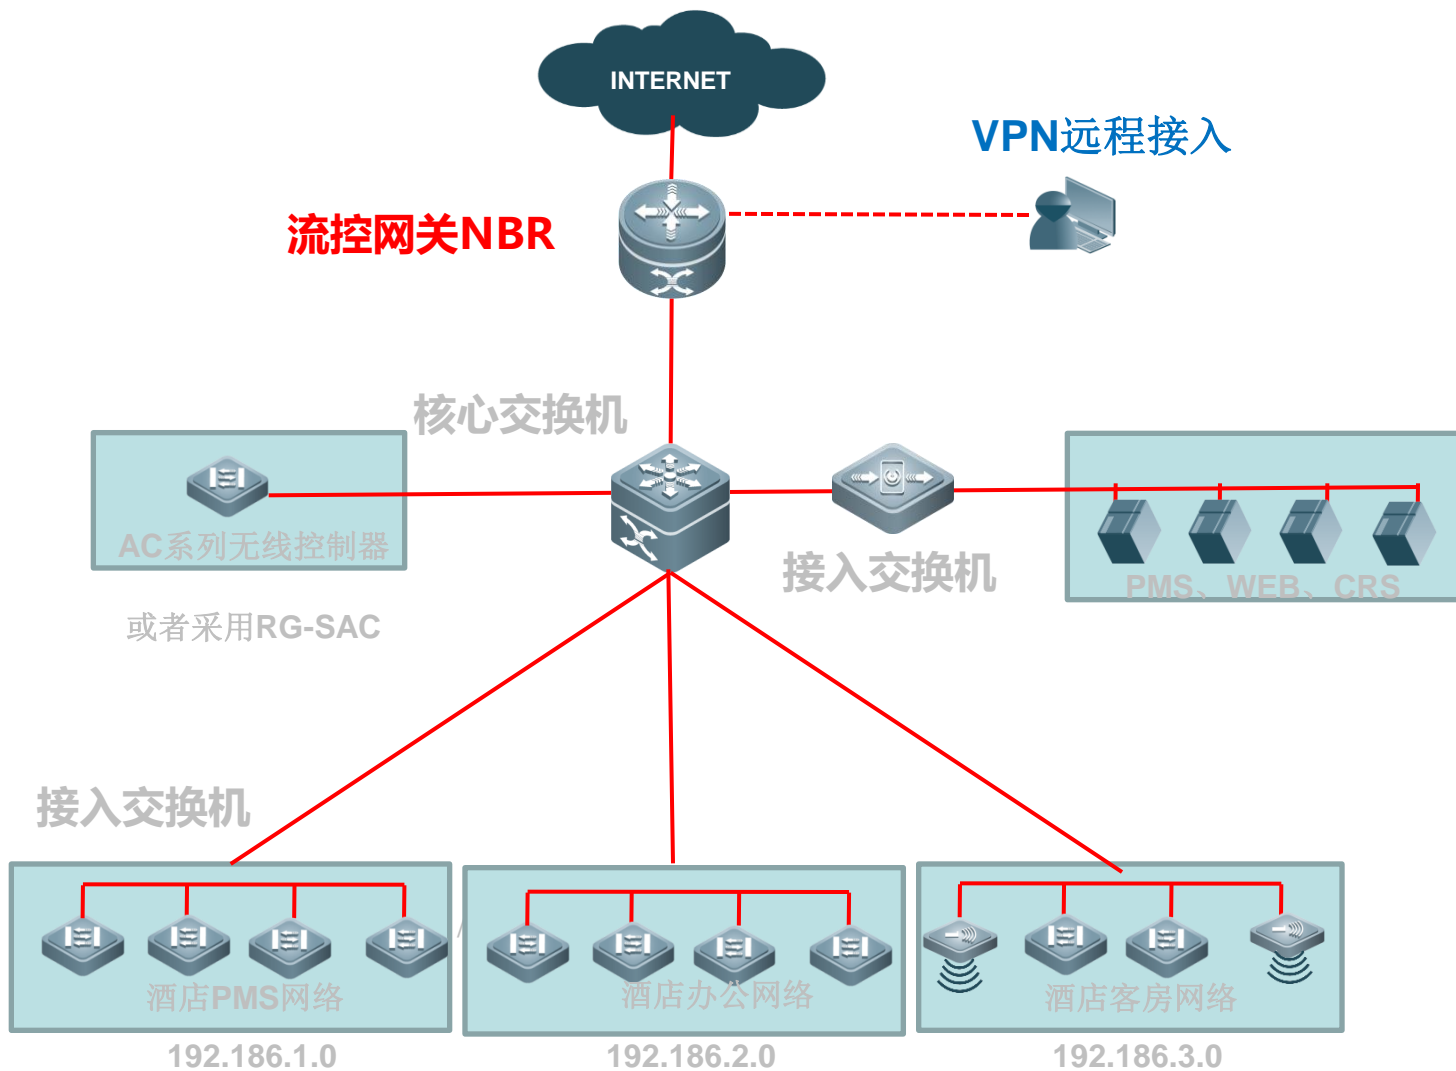 INTERNET
VPN远程接入
流控网关NBR
核心交换机
AC系列无线控制器
接入交换机
PMS、WEB、CRS
或者采用RG-SAC
接入交换机
酒店PMS网络
酒店办公网络
酒店客房网络
192.186.1.0
192.186.2.0
192.186.3.0